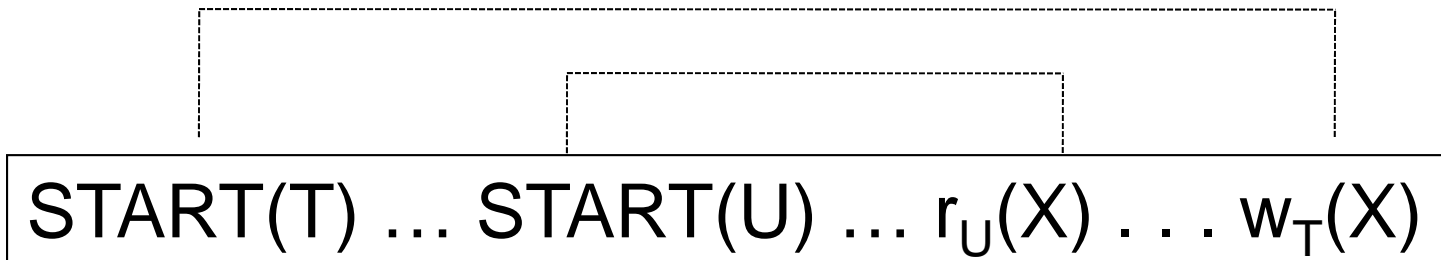 START(T) … START(U) … r_U(X) . . . w_T(X)